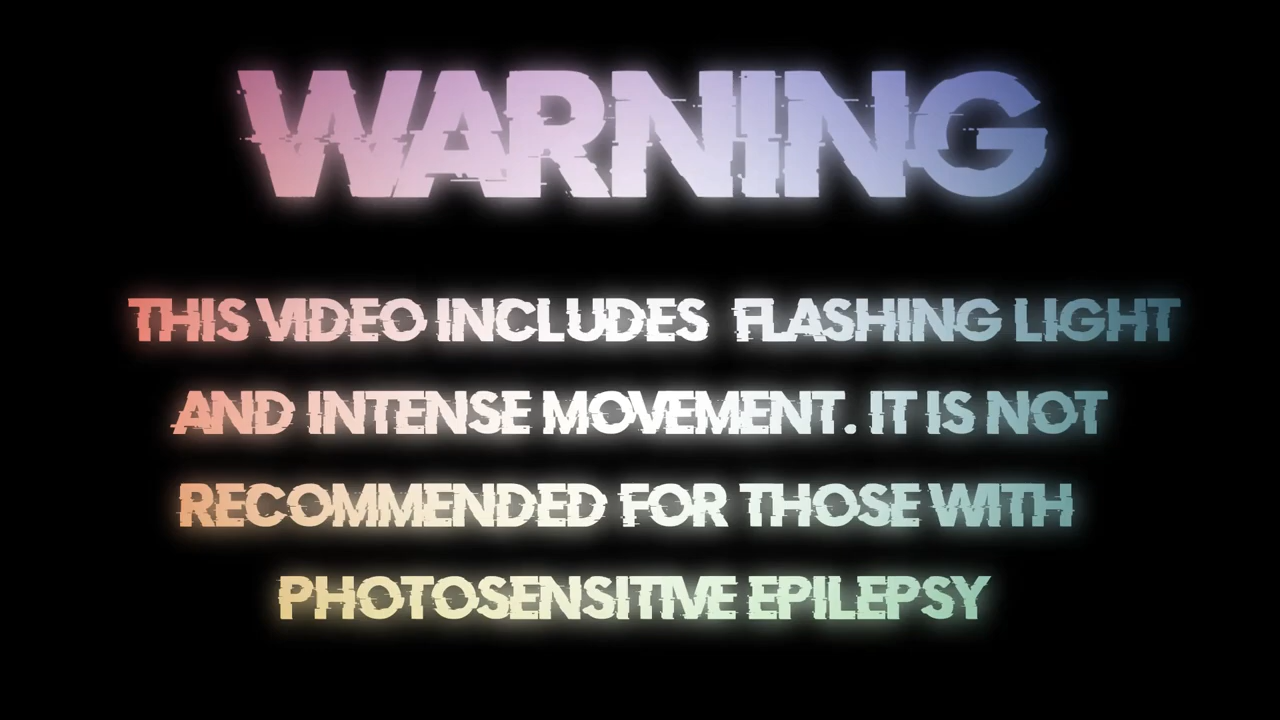 WARNING
THIS VIDEO INCLUDES FLASHING LIGHT
AND INTENSE MOVEMENT. IT IS NOT
RECOMMENDED FOR THOSE WITH
PHOTOSENSITIVE EPILEPSY